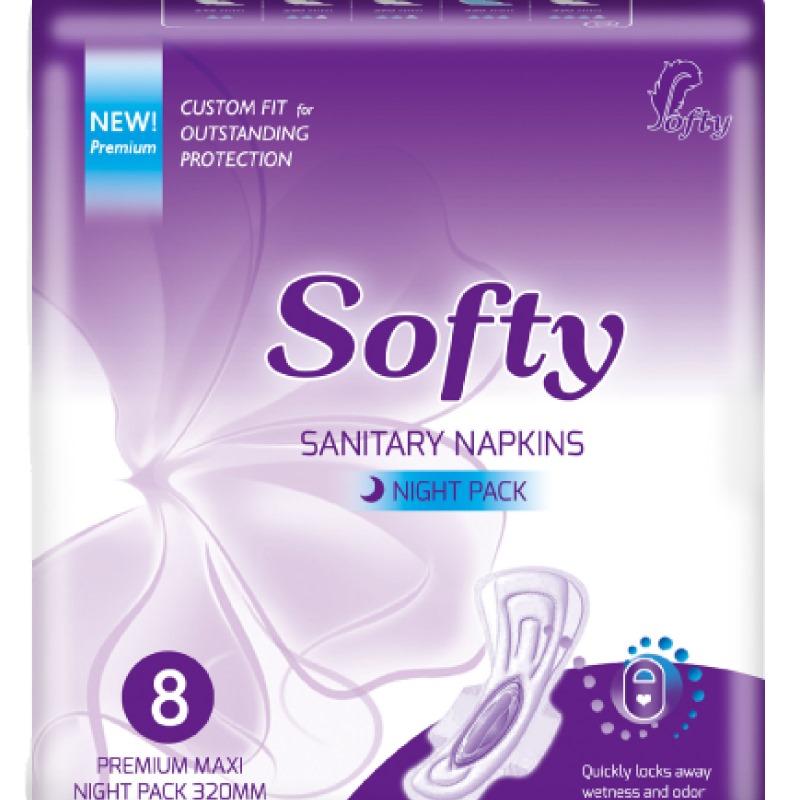 NEW!
Premium
CUSTOM FIT for
OUTSTANDING
PROTECTION
Softy
Softy
SANITARY NAPKINS
NIGHT PACK
8
PREMIUM MAXI
NIGHT PACK 320MM
Quickly locks away
wetness and odor